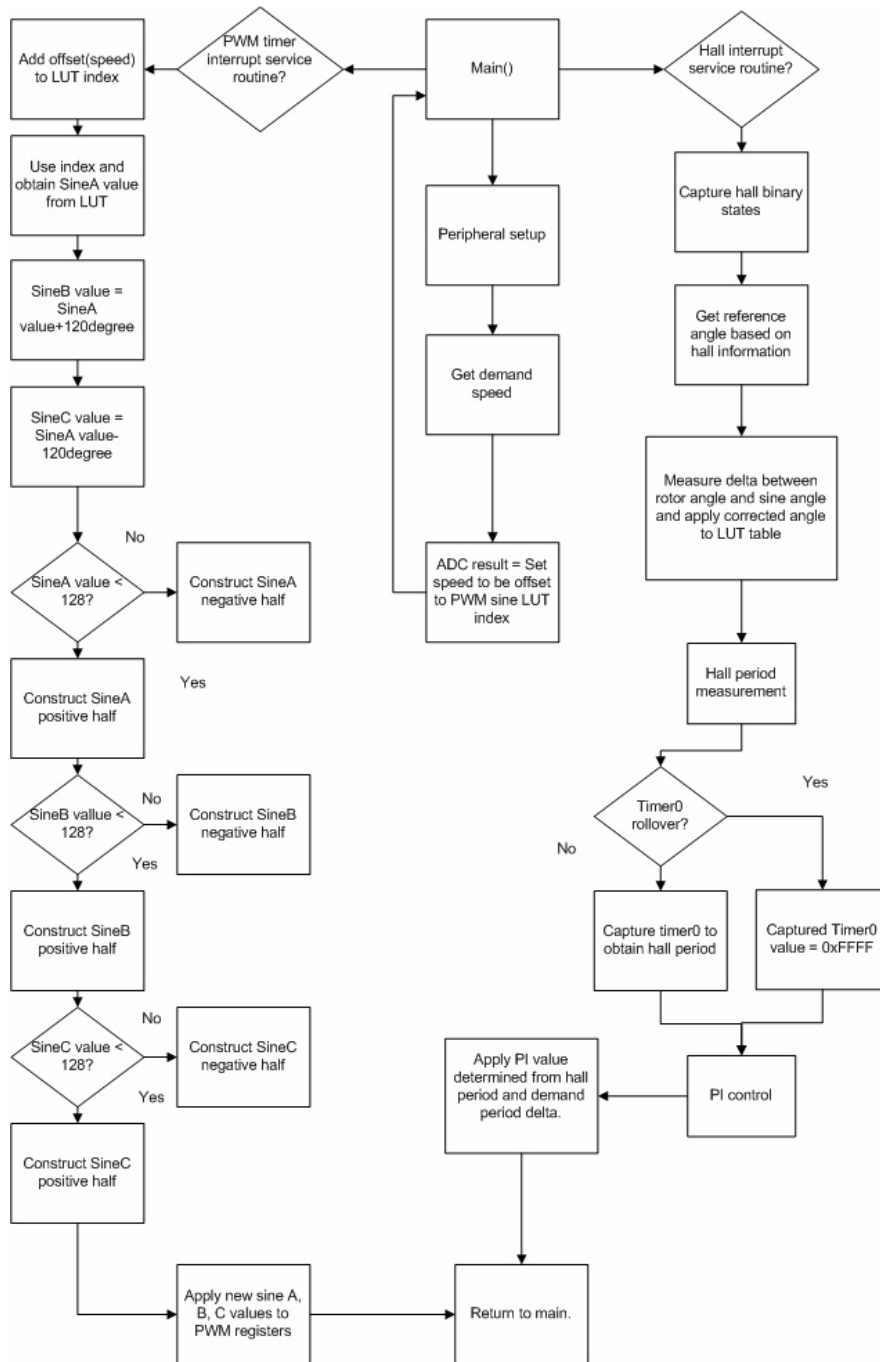 Add offset(speed)
to LUT index
PWM timer
interrupt service
routine?
Main()
Hall interrupt
service routine?
Use index and
obtain SineA value
from LUT
Capture hall binary
states
Peripheral setup
SineB value =
SineA
value+120degree
Get reference
angle based on
hall information
Get demand
speed
SineC value =
SineA value-
120degree
Measure delta between
rotor angle and sine angle
and apply corrected angle
to LUT table
No
SineA value <
128?
Construct SineA
negative half
ADC result = Set
speed to be offset
to PWM sine LUT
index
Yes
Construct SineA
positive half
Hall period
measurement
SineB vallue <
128?
No
Construct SineB
negative half
Yes
Timer0
rollover?
Yes
No
Construct SineB
positive half
Capture timer0 to
obtain hall period
Captured Timer0
value = 0xFFFF
SineC value <
128?
No
Construct SineC
negative half
Yes
Apply PI value
determined from hall
period and demand
period delta.
PI control
Construct SineC
positive half
Apply new sine A,
B, C values to
PWM registers
Return to main.